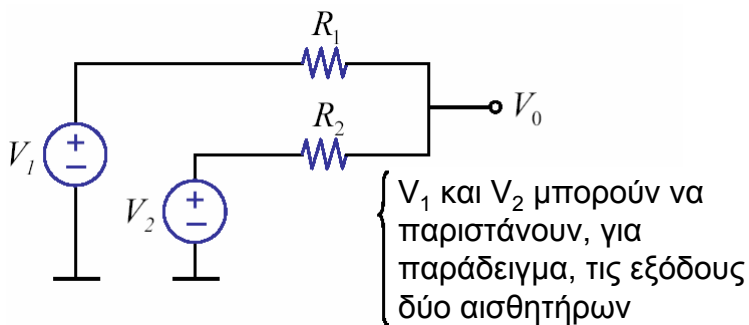 R₁
R₂
V₀
V₁
V₂
V₁ και V₂ μπορούν να
παριστάνουν, για
παράδειγμα, τις εξόδους
δύο αισθητήρων